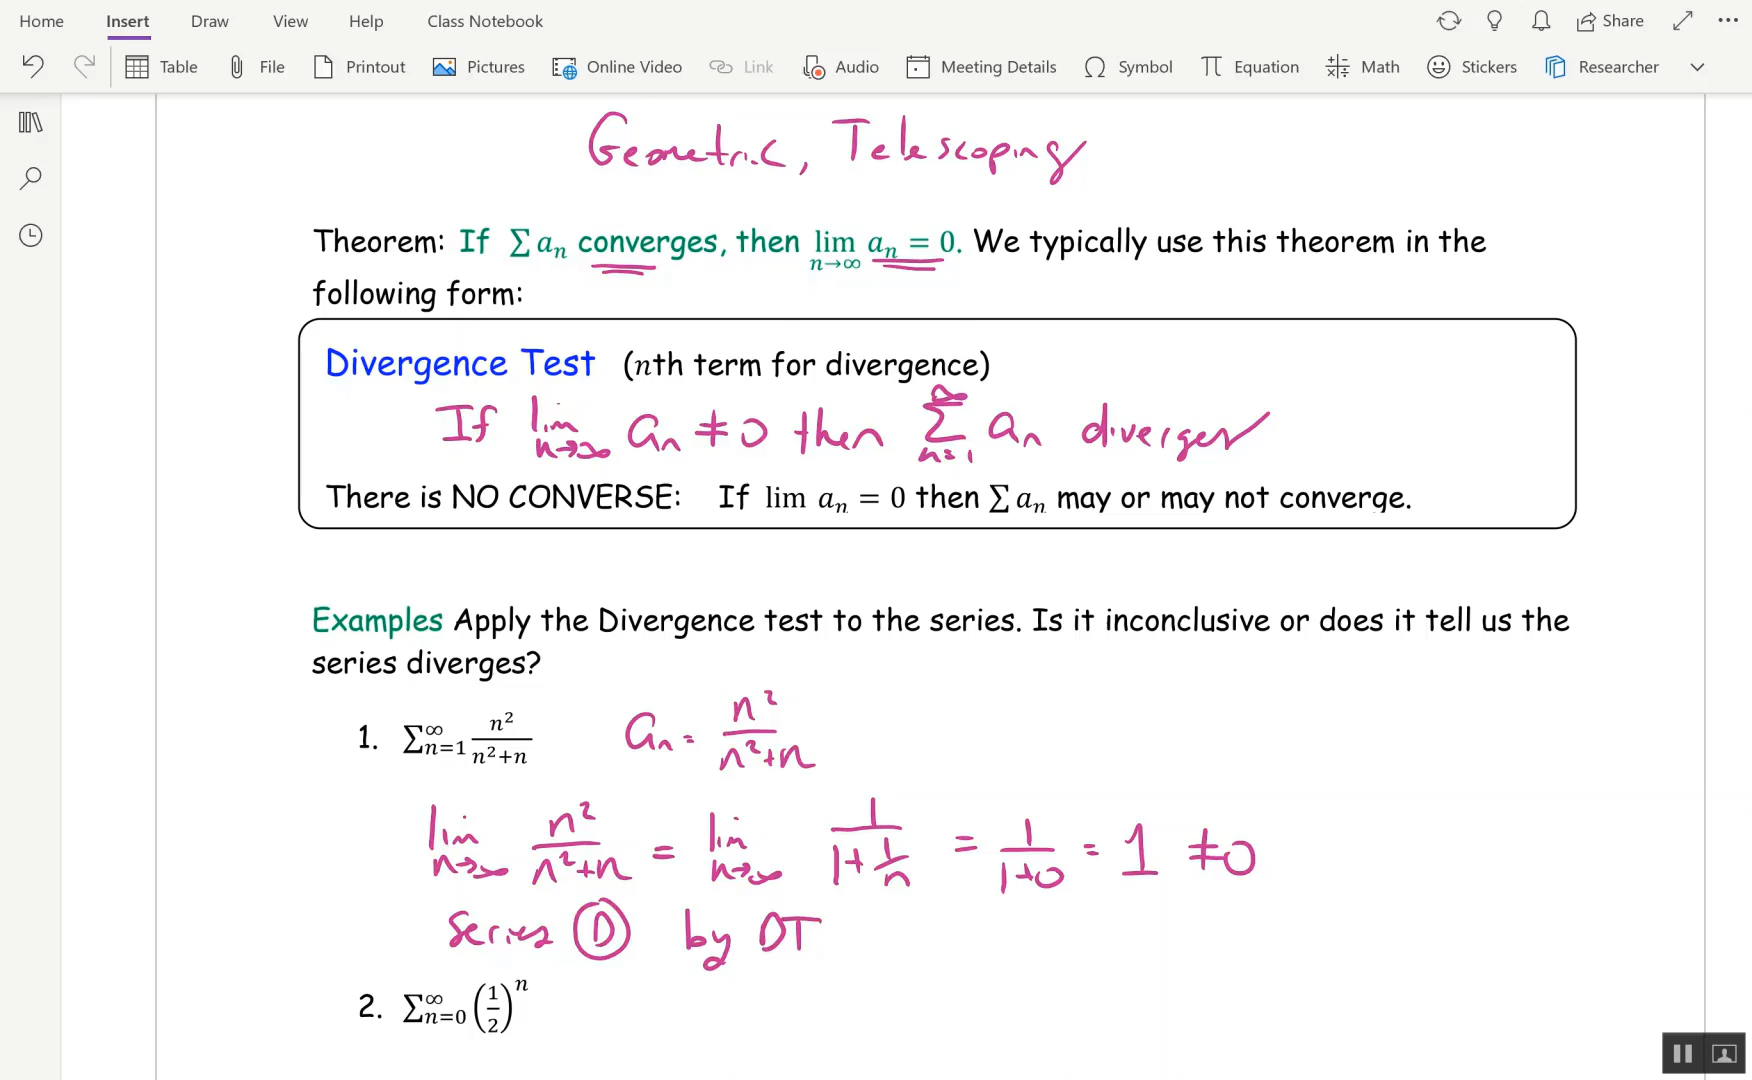 Home Insert Draw View Help Class Notebook Share
Table File Printout Pictures Online Video Link Audio Meeting Details Symbol Equation Math Stickers Researcher
Geometric, Telescoping
Theorem: If ∑ aₙ converges, then lim n→∞ aₙ = 0. We typically use this theorem in the
following form:
Divergence Test (nth term for divergence)
If lim n→∞ aₙ ≠ 0 then ∑ₙ₌₁^∞ aₙ diverges
There is NO CONVERSE: If lim aₙ = 0 then ∑ aₙ may or may not converge.
Examples Apply the Divergence test to the series. Is it inconclusive or does it tell us the
series diverges?
1. ∑ₙ₌₁^∞ n²/(n²+n) aₙ = n²/(n²+n)
lim n→∞ n²/(n²+n) = lim n→∞ 1/(1+1/n) = 1/(1+0) = 1 ≠ 0
Series D by DT
2. ∑ₙ₌₀^∞ (1/2)ⁿ